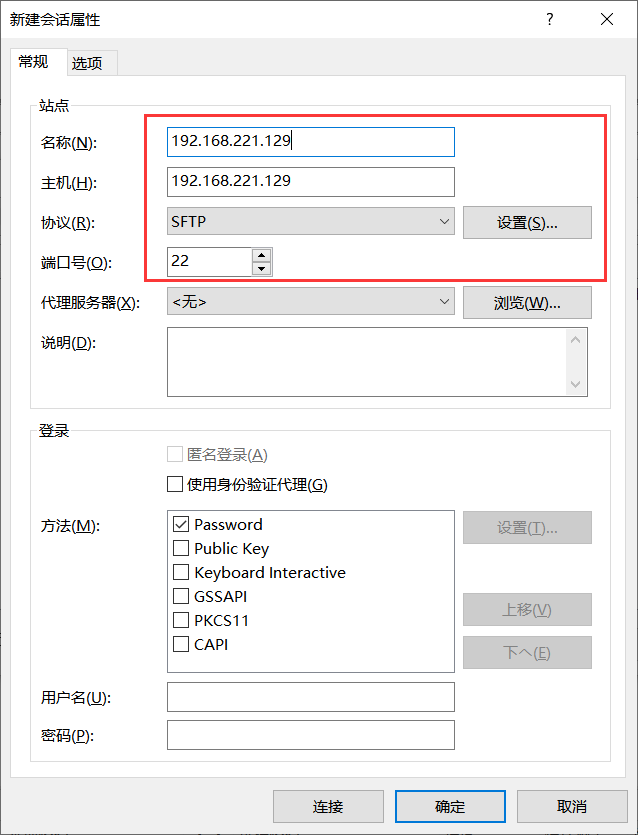 新建会话属性 ?
常规 选项
站点
名称(N): 192.168.221.129
主机(H): 192.168.221.129
协议(R): SFTP 设置(S)...
端口号(O): 22
代理服务器(X): <无> 浏览(W)...
说明(D):
登录
匿名登录(A)
使用身份验证代理(G)
方法(M): Password 设置(T)...
Public Key
Keyboard Interactive
GSSAPI 上移(V)
PKCS11
CAPI 下へ(E)
用户名(U):
密码(P):
连接 确定 取消